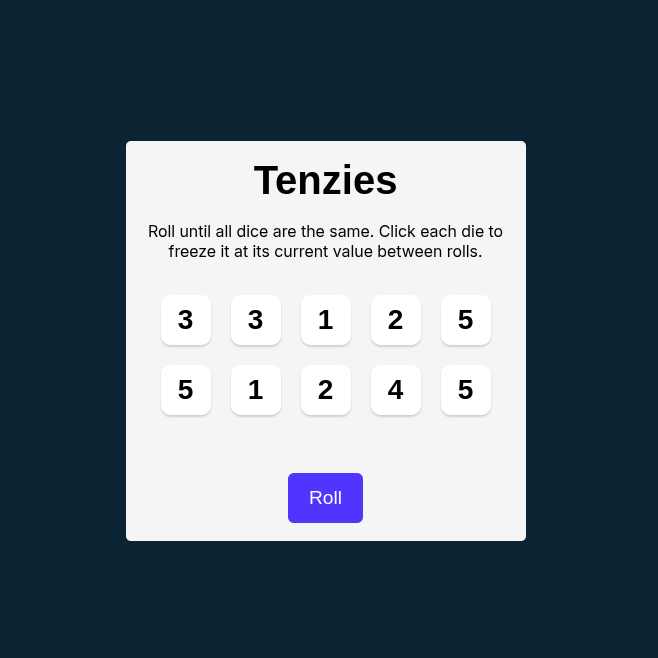 Tenzies
Roll until all dice are the same. Click each die to
freeze it at its current value between rolls.
3 3 1 2 5
5 1 2 4 5
Roll